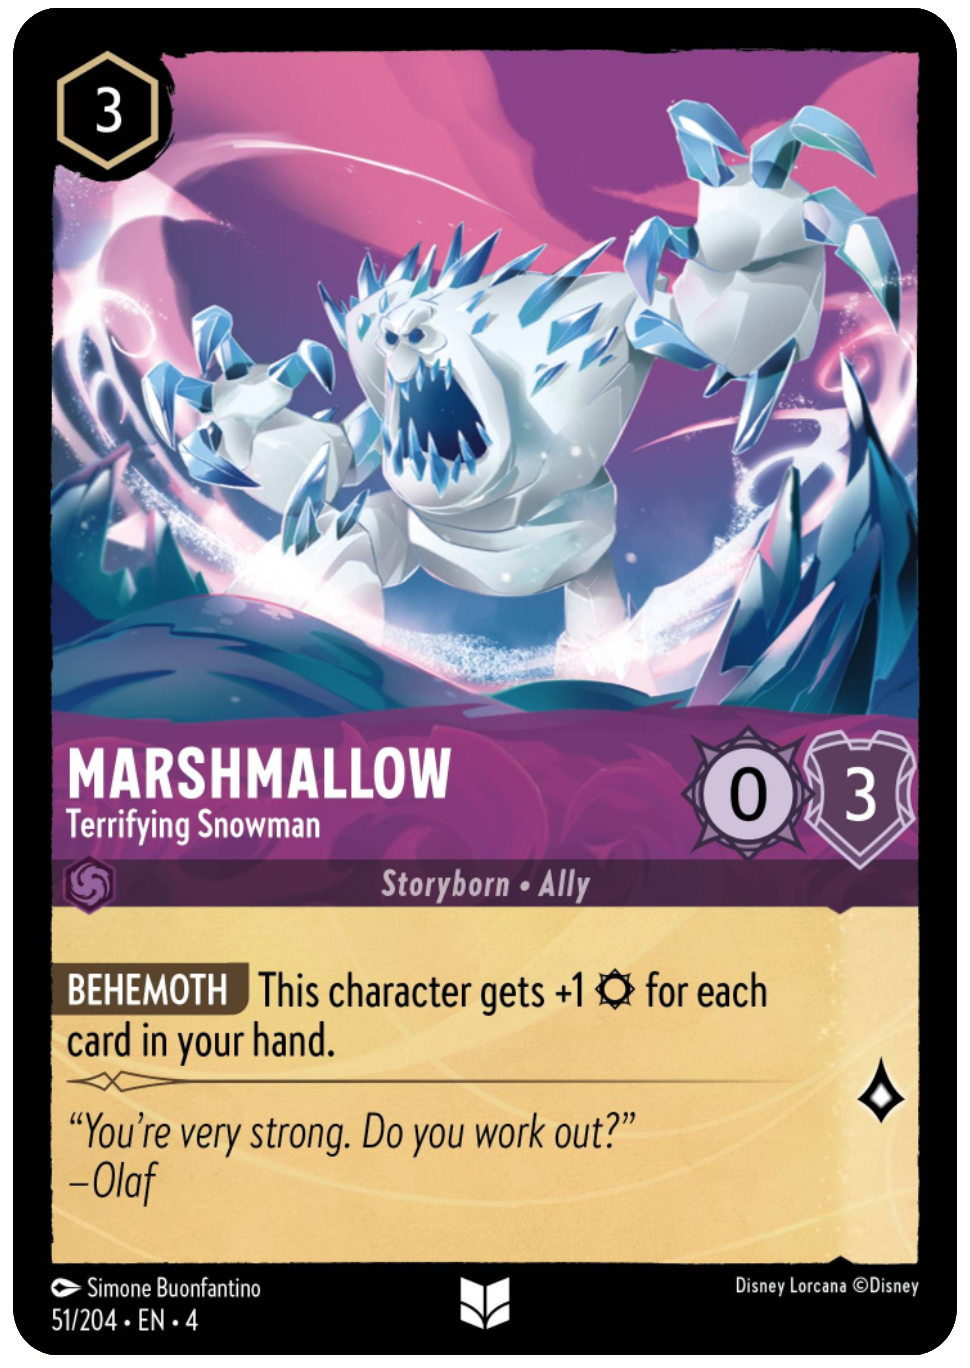 3
MARSHMALLOW
Terrifying Snowman
0 3
Storyborn • Ally
BEHEMOTH This character gets +1 for each
card in your hand.
“You’re very strong. Do you work out?”
–Olaf
Simone Buonfantino
51/204 • EN • 4
Disney Lorcana ©Disney